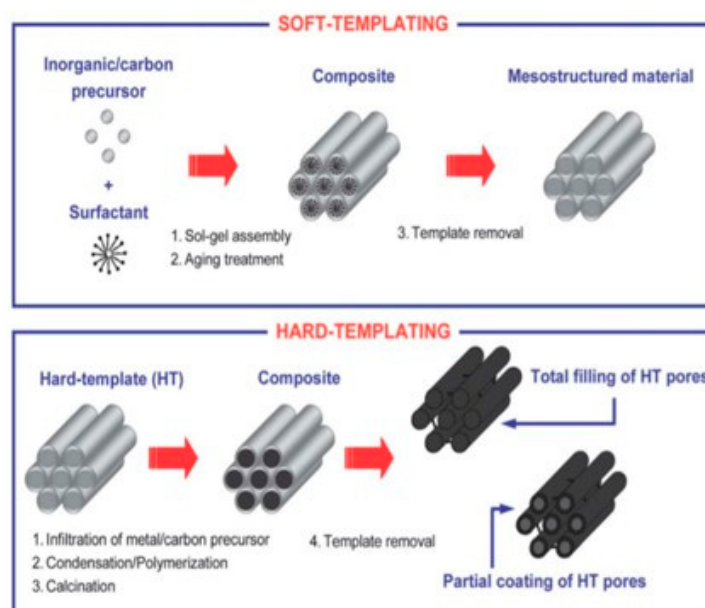 SOFT-TEMPLATING
Inorganic/carbon
precursor
+
Surfactant
Composite
Mesostructured material
1. Sol-gel assembly
2. Aging treatment
3. Template removal
HARD-TEMPLATING
Hard-template (HT)
Composite
Total filling of HT pores
1. Infiltration of metal/carbon precursor
2. Condensation/Polymerization
3. Calcination
4. Template removal
Partial coating of HT pores